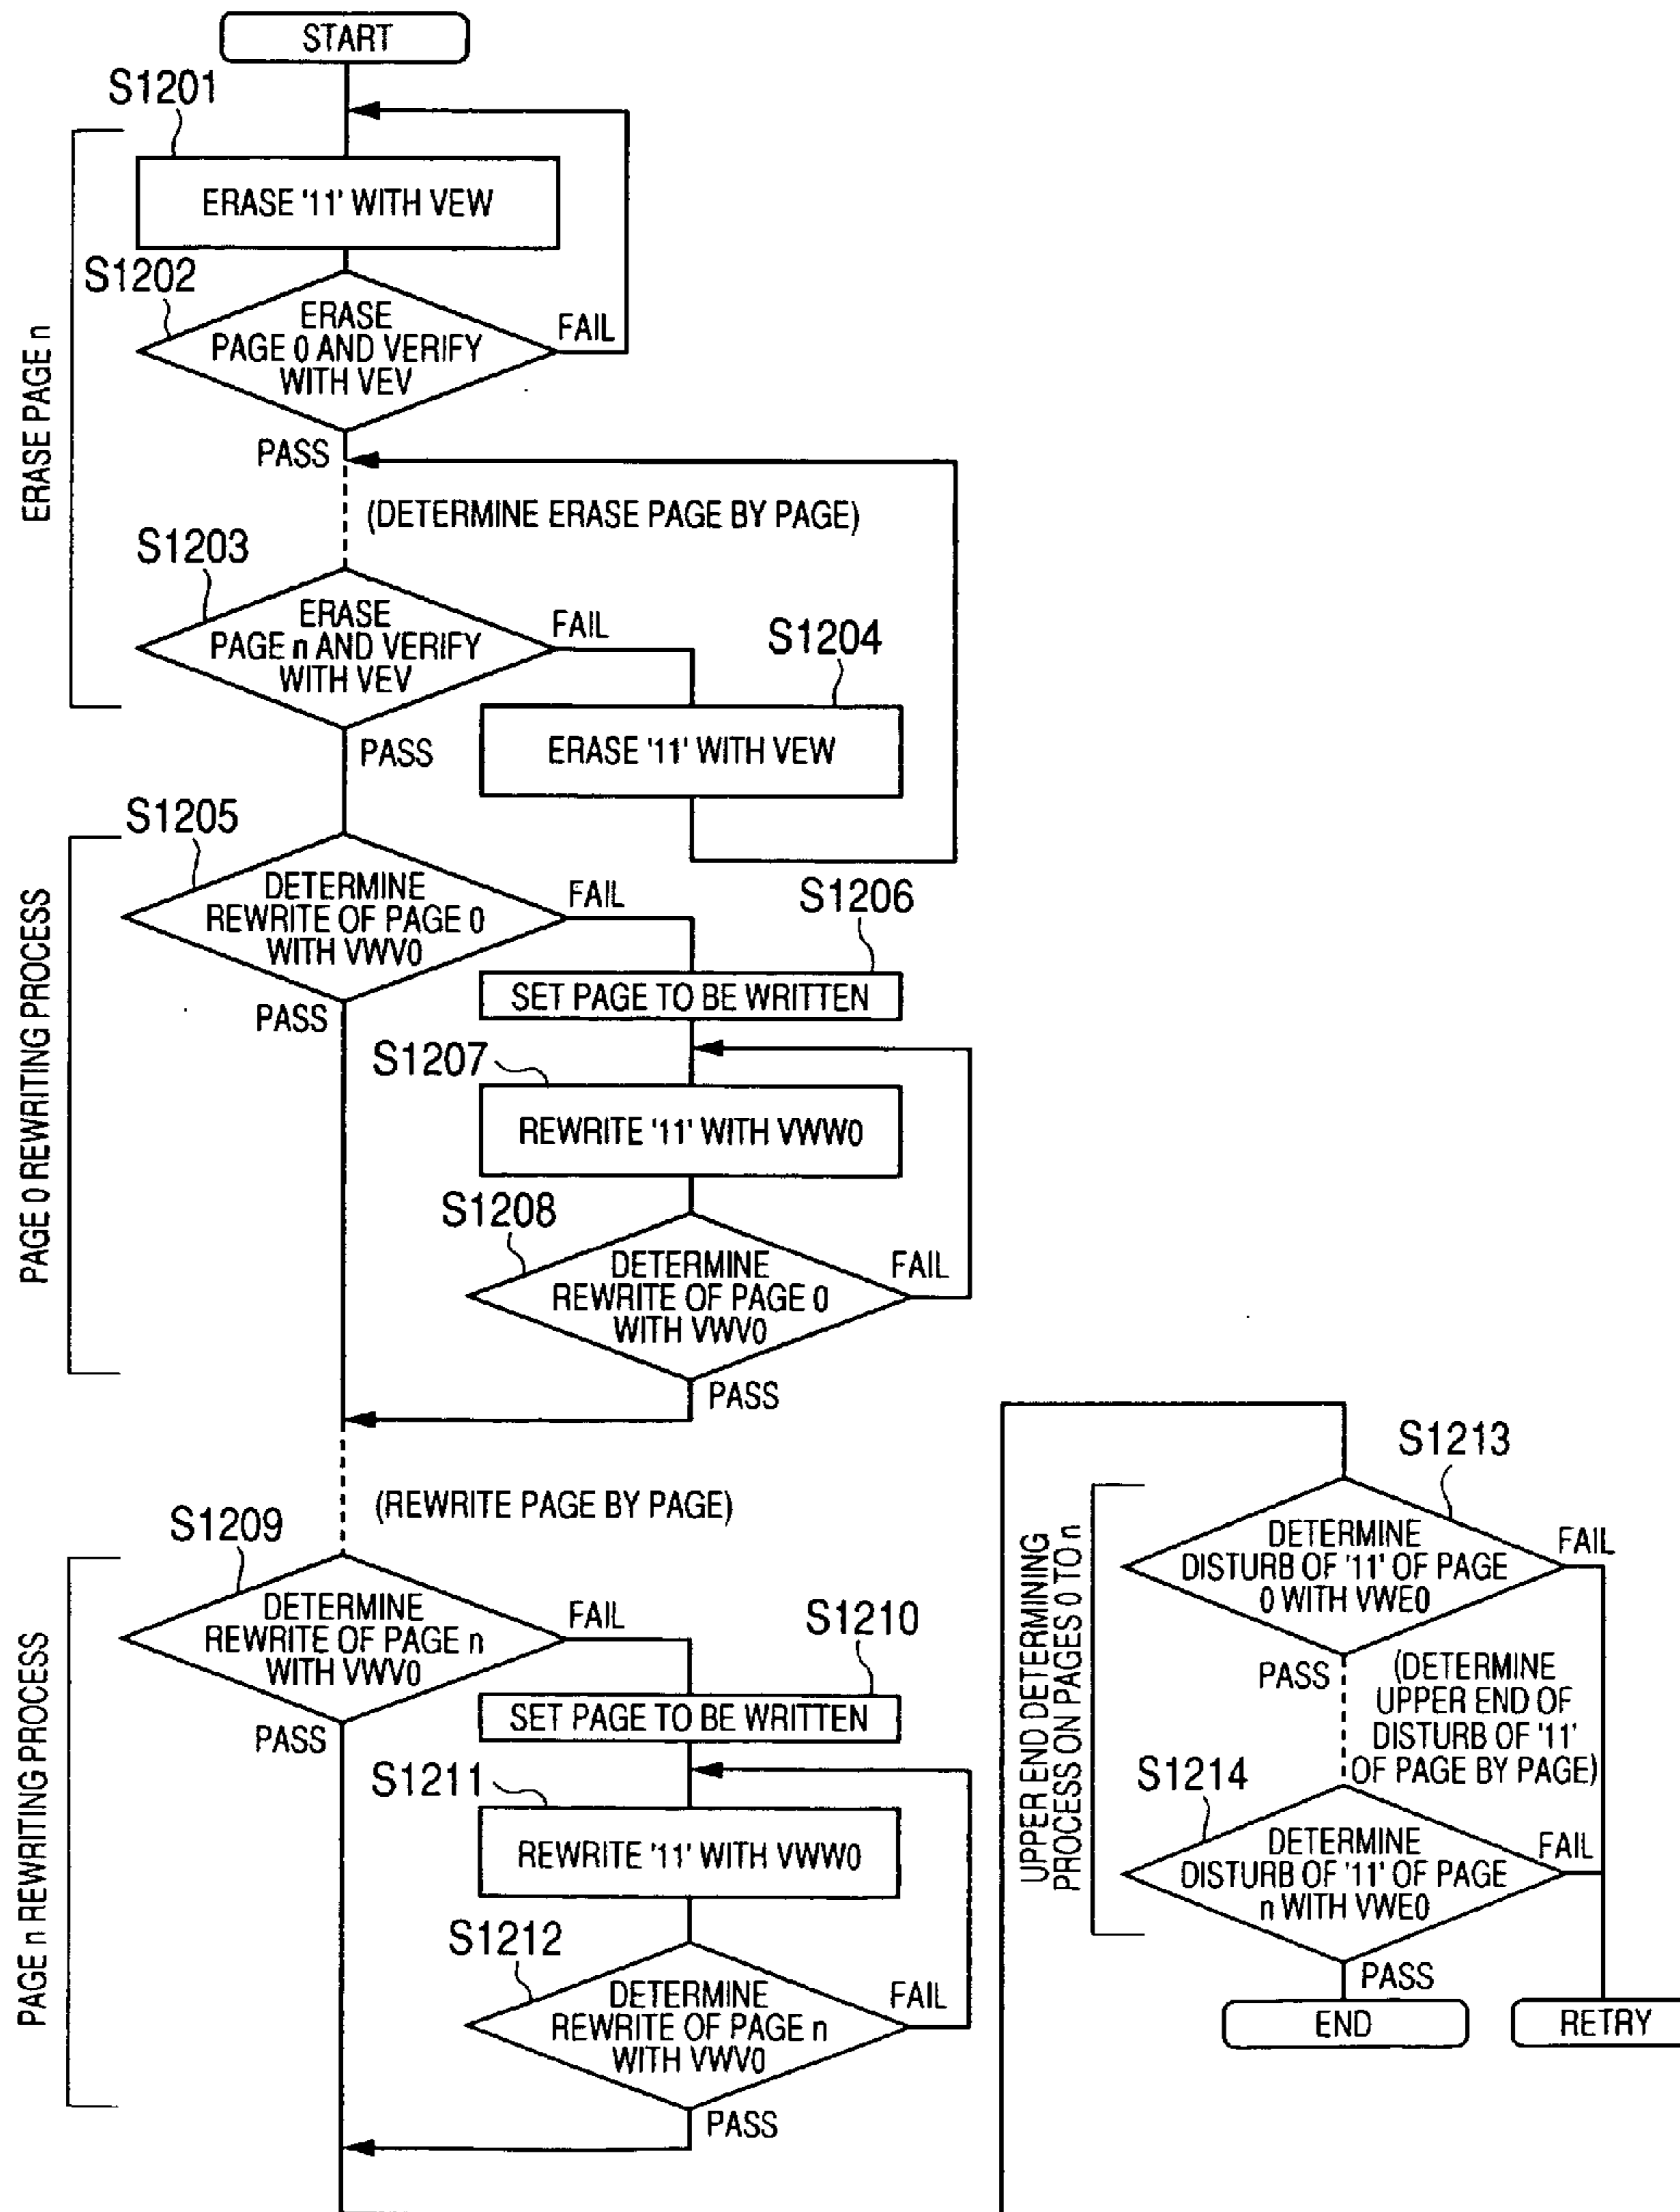 START
S1201
ERASE '11' WITH VEW
S1202
ERASE
PAGE 0 AND VERIFY
WITH VEV
FAIL
PASS
ERASE PAGE n
(DETERMINE ERASE PAGE BY PAGE)
S1203
ERASE
PAGE n AND VERIFY
WITH VEV
FAIL
S1204
ERASE '11' WITH VEW
PASS
S1205
DETERMINE
REWRITE OF PAGE 0
WITH VWV0
FAIL
S1206
SET PAGE TO BE WRITTEN
PASS
PAGE 0 REWRITING PROCESS
S1207
REWRITE '11' WITH VWW0
S1208
DETERMINE
REWRITE OF PAGE 0
WITH VWV0
FAIL
PASS
(REWRITE PAGE BY PAGE)
S1209
DETERMINE
REWRITE OF PAGE n
WITH VWV0
FAIL
S1210
SET PAGE TO BE WRITTEN
PASS
PAGE n REWRITING PROCESS
S1211
REWRITE '11' WITH VWW0
S1212
DETERMINE
REWRITE OF PAGE n
WITH VWV0
FAIL
PASS
S1213
DETERMINE
DISTURB OF '11' OF PAGE
0 WITH VWE0
FAIL
PASS
(DETERMINE
UPPER END OF
DISTURB OF '11'
OF PAGE BY PAGE)
UPPER END DETERMINING
PROCESS ON PAGES 0 TO n
S1214
DETERMINE
DISTURB OF '11' OF PAGE
n WITH VWE0
FAIL
PASS
END
RETRY